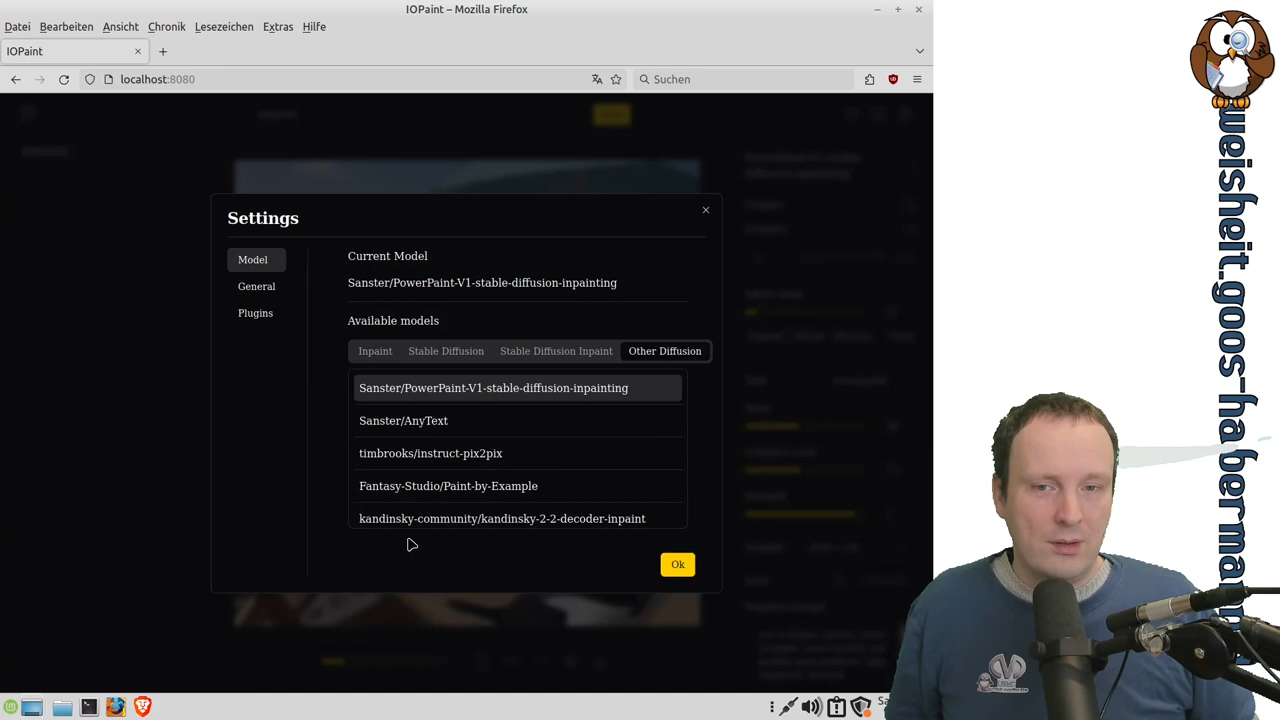 IOPaint – Mozilla Firefox
Datei Bearbeiten Ansicht Chronik Lesezeichen Extras Hilfe
IOPaint
localhost:8080
Suchen
Settings
Model
General
Plugins
Current Model
Sanster/PowerPaint-V1-stable-diffusion-inpainting
Available models
Inpaint Stable Diffusion Stable Diffusion Inpaint Other Diffusion
Sanster/PowerPaint-V1-stable-diffusion-inpainting
Sanster/AnyText
timbrooks/instruct-pix2pix
Fantasy-Studio/Paint-by-Example
kandinsky-community/kandinsky-2-2-decoder-inpaint
Ok
weisheit.goos-habermann